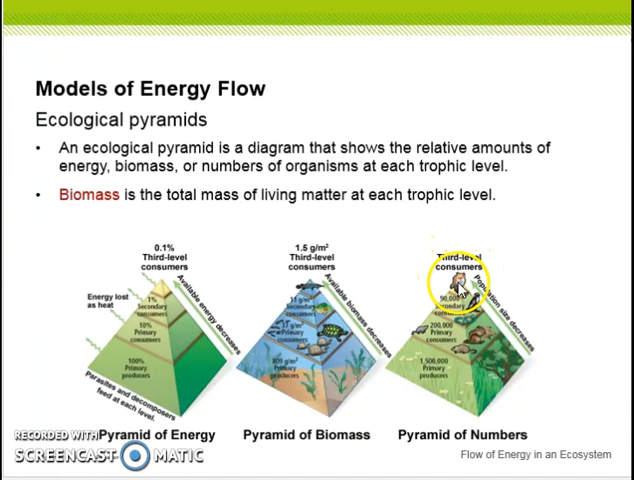 Models of Energy Flow
Ecological pyramids
• An ecological pyramid is a diagram that shows the relative amounts of
energy, biomass, or numbers of organisms at each trophic level.
• Biomass is the total mass of living matter at each trophic level.
0.1%
Third-level
consumers
Energy lost
as heat
Available energy decreases
1%
Secondary
consumers
10%
Primary
consumers
100%
Primary
producers
Parasites and decomposers
feed at each level.
Pyramid of Energy
1.5 g/m²
Third-level
consumers
Available biomass decreases
11 g/m²
Secondary
consumers
37 g/m²
Primary
consumers
809 g/m²
Primary
producers
Pyramid of Biomass
Third-level
consumers
Population size decreases
90,000
Secondary
200,000
Primary
consumers
1,500,000
Primary
producers
Pyramid of Numbers
RECORDED WITH
SCREENCAST MATIC
Flow of Energy in an Ecosystem